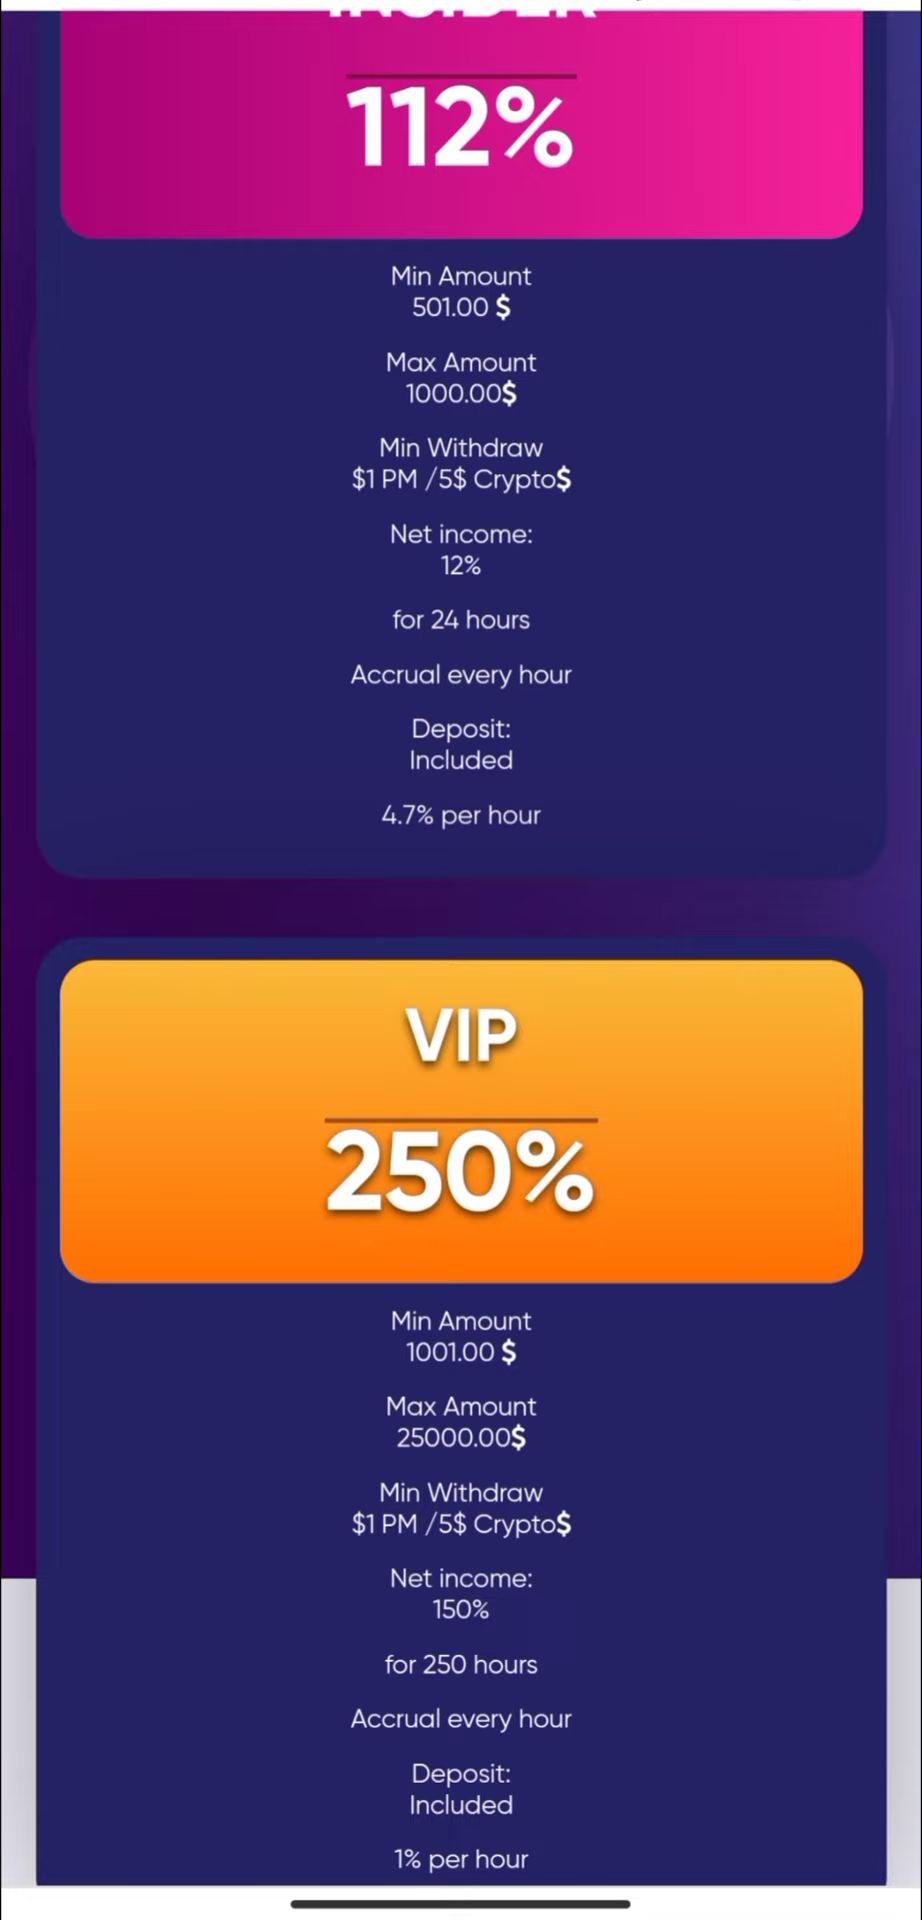 INSIDER
112%
Min Amount
501.00 $
Max Amount
1000.00$
Min Withdraw
$1 PM /5$ Crypto$
Net income:
12%
for 24 hours
Accrual every hour
Deposit:
Included
4.7% per hour
VIP
250%
Min Amount
1001.00 $
Max Amount
25000.00$
Min Withdraw
$1 PM /5$ Crypto$
Net income:
150%
for 250 hours
Accrual every hour
Deposit:
Included
1% per hour